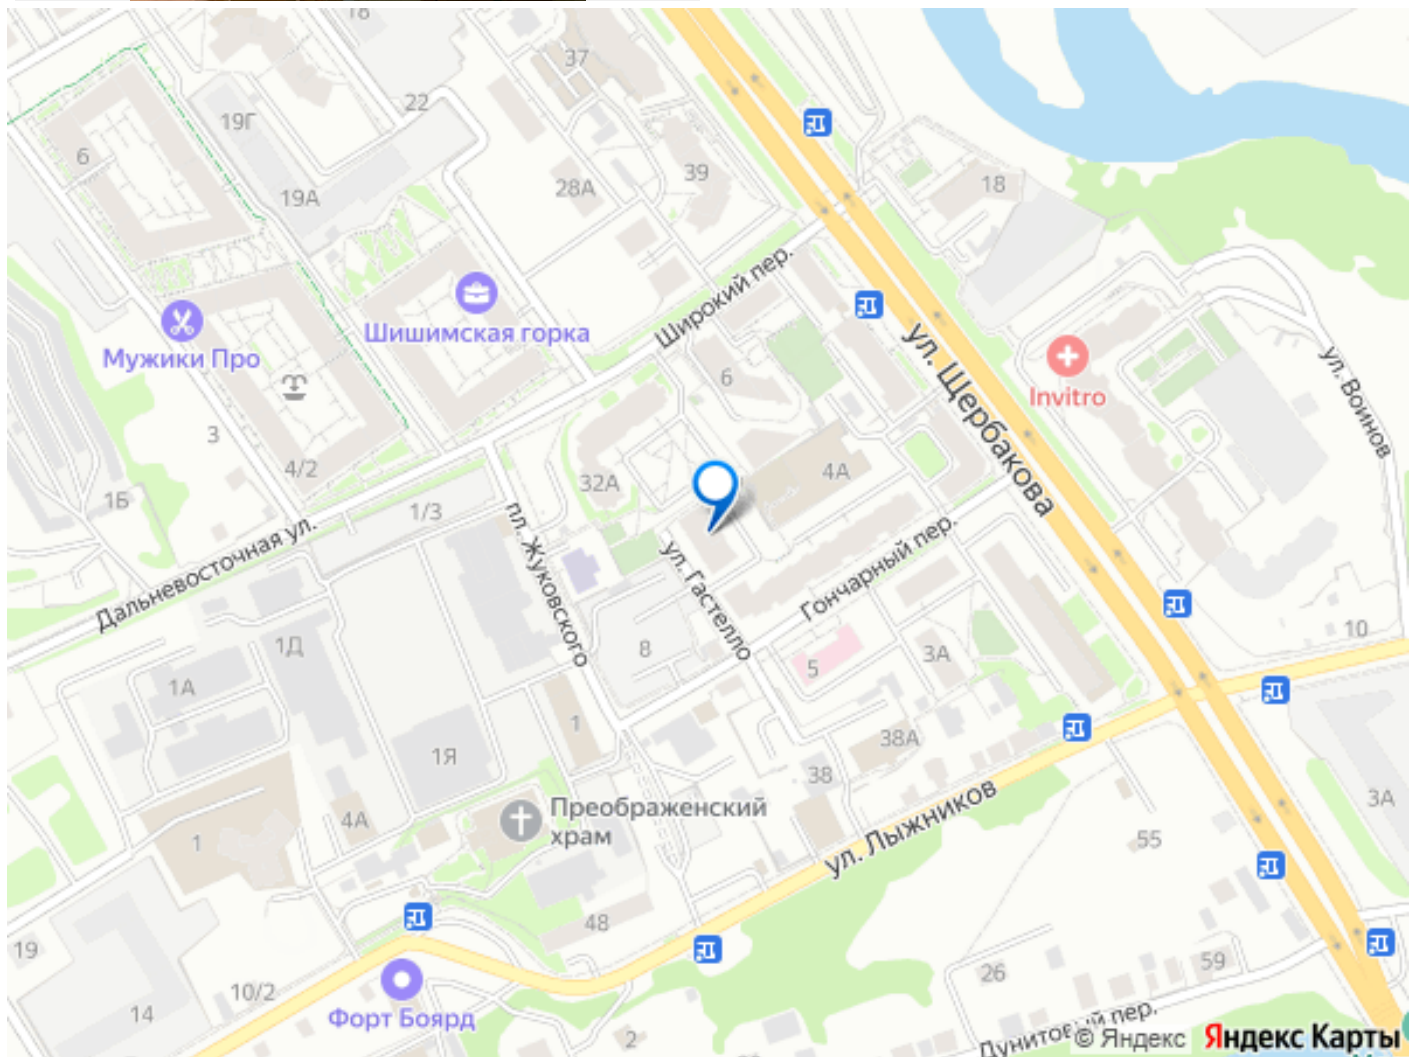 18
37
22
19Г
6
39
28А
18
19А
Широкий пер.
Шишимская горка
Мужики Про
ул. Щербакова
Invitro
ул. Воинов
6
3
4/2
4А
32А
1Б
1/3
пл. Жуковского
ул. Гастелло
Гончарный пер.
Дальневосточная ул.
10
8
3А
1Д
5
1А
1
38А
1Я
38
3А
Преображенский
храм
4А
1
ул. Лыжников
55
48
19
59
26
10/2
14
Форт Боярд
2
Дунитовый пер.
© Яндекс
Яндекс Карты